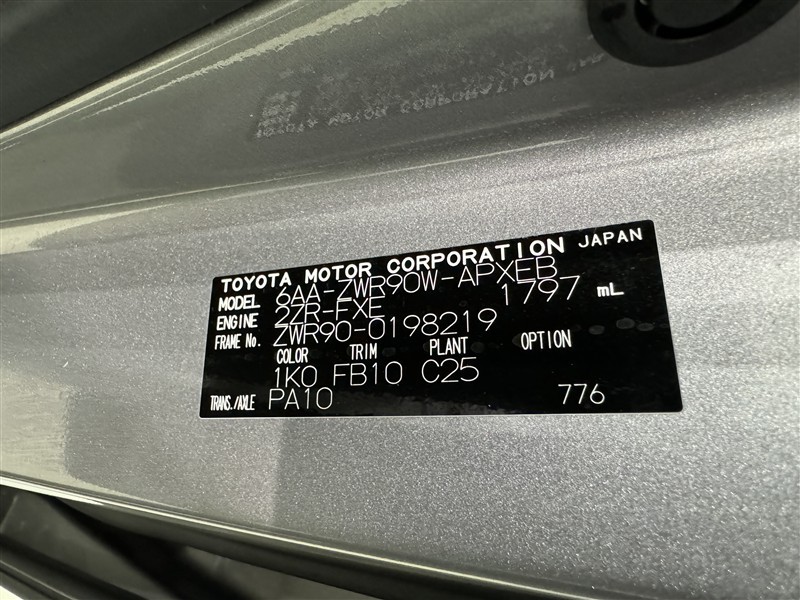 TOYOTA MOTOR CORPORATION JAPAN
MODEL 6AA-ZWR90W-APXEB
ENGINE 2ZR-FXE 1797 mL
FRAME No. ZWR90-0198219
COLOR TRIM PLANT OPTION
1K0 FB10 C25
TRANS./AXLE PA10 776